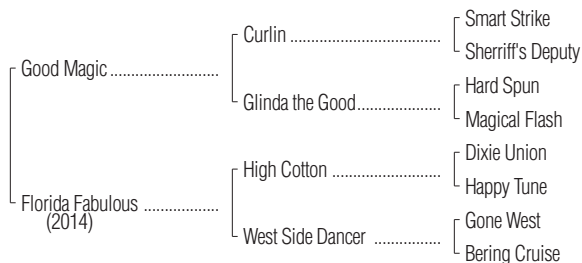 Smart Strike
Curlin
Sherriff's Deputy
Good Magic
Hard Spun
Glinda the Good
Magical Flash
Dixie Union
High Cotton
Happy Tune
Florida Fabulous
(2014)
Gone West
West Side Dancer
Bering Cruise